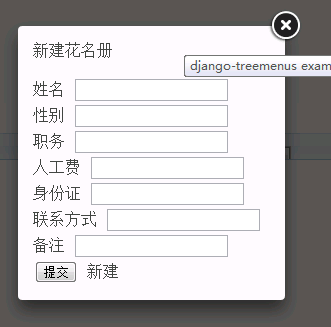 新建花名册
django-treemenus exam
姓名
性别
职务
人工费
身份证
联系方式
备注
提交 新建